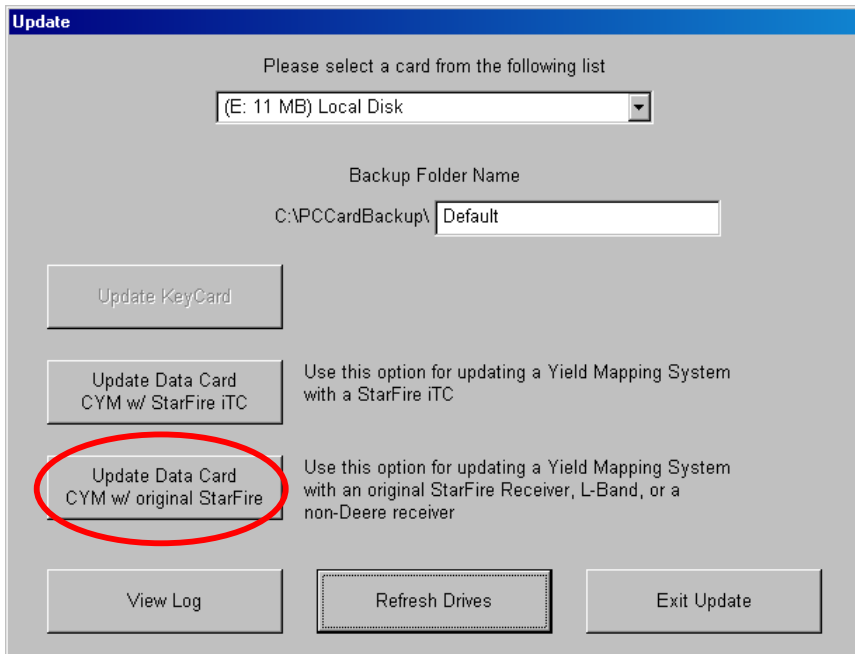 Update
Please select a card from the following list
(E: 11 MB) Local Disk
Backup Folder Name
C:\PCCardBackup\ Default
Update KeyCard
Update Data Card
CYM w/ StarFire iTC
Use this option for updating a Yield Mapping System
with a StarFire iTC
Update Data Card
CYM w/ original StarFire
Use this option for updating a Yield Mapping System
with an original StarFire Receiver, L-Band, or a
non-Deere receiver
View Log
Refresh Drives
Exit Update